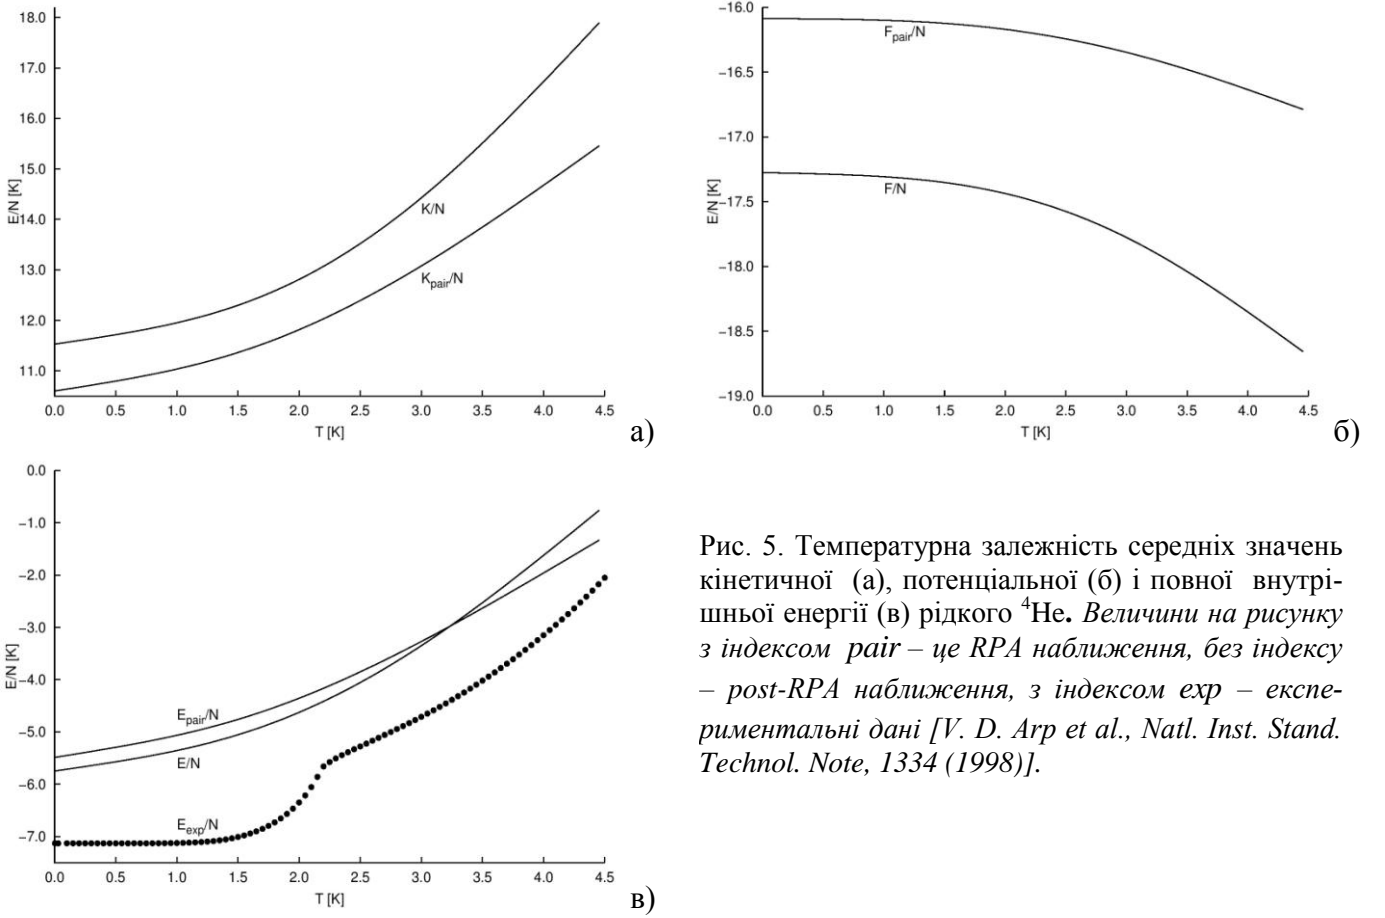 18.0
17.0
16.0
15.0
14.0
13.0
12.0
11.0
E/N [K]
K/N
K_pair/N
0.0 0.5 1.0 1.5 2.0 2.5 3.0 3.5 4.0 4.5
T [K]
а)
−16.0
−16.5
−17.0
−17.5
−18.0
−18.5
−19.0
E/N [K]
F_pair/N
F/N
0.0 0.5 1.0 1.5 2.0 2.5 3.0 3.5 4.0 4.5
T [K]
б)
0.0
−1.0
−2.0
−3.0
−4.0
−5.0
−6.0
−7.0
E/N [K]
E_pair/N
E/N
E_exp/N
0.0 0.5 1.0 1.5 2.0 2.5 3.0 3.5 4.0 4.5
T [K]
в)
Рис. 5. Температурна залежність середніх значень
кінетичної (а), потенціальної (б) і повної внутрі-
шньої енергії (в) рідкого ⁴He. Величини на рисунку
з індексом pair – це RPA наближення, без індексу
– post-RPA наближення, з індексом exp – експе-
риментальні дані [V. D. Arp et al., Natl. Inst. Stand.
Technol. Note, 1334 (1998)].